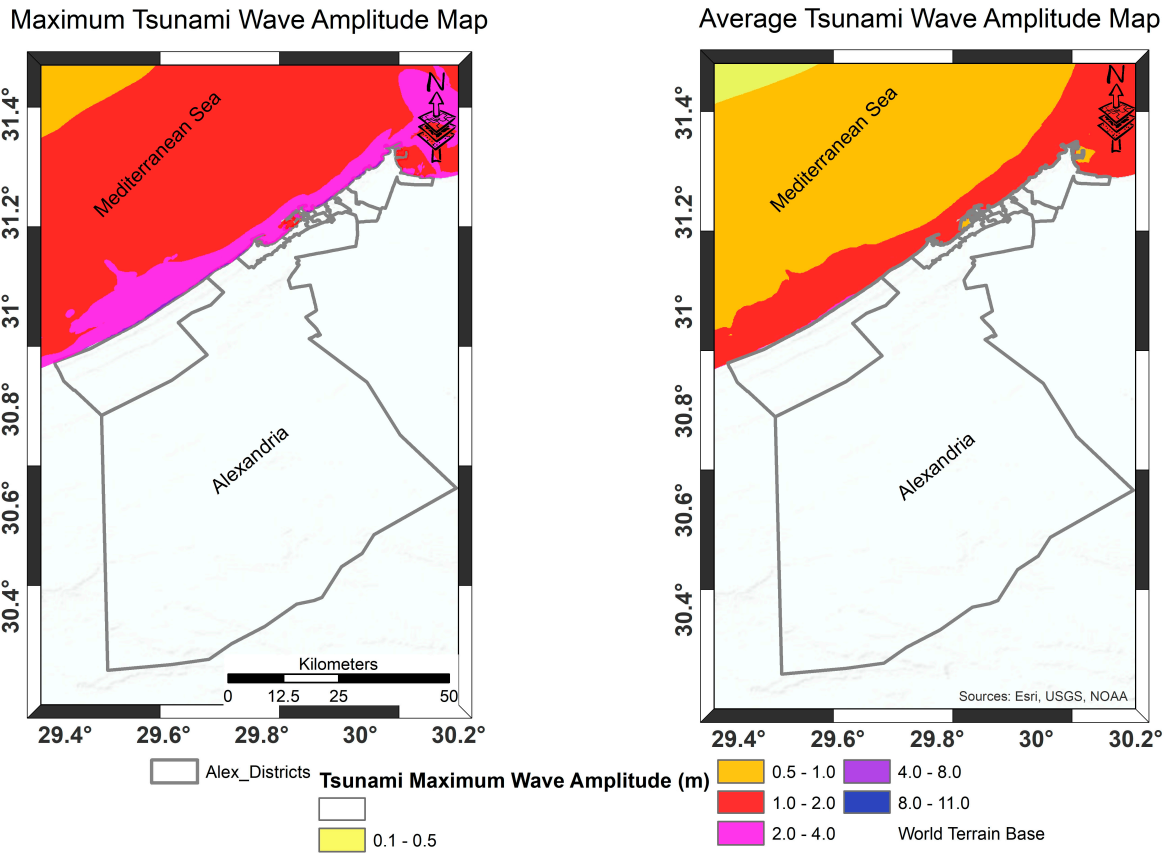 Maximum Tsunami Wave Amplitude Map
Average Tsunami Wave Amplitude Map
N
N
31.4°
31.2°
31°
30.8°
30.6°
30.4°
Mediterranean Sea
Alexandria
Kilometers
0 12.5 25 50
29.4° 29.6° 29.8° 30° 30.2°
31.4°
31.2°
31°
30.8°
30.6°
30.4°
Mediterranean Sea
Alexandria
Sources: Esri, USGS, NOAA
29.4° 29.6° 29.8° 30° 30.2°
Alex_Districts
Tsunami Maximum Wave Amplitude (m)
0.1 - 0.5
0.5 - 1.0
1.0 - 2.0
2.0 - 4.0
4.0 - 8.0
8.0 - 11.0
World Terrain Base